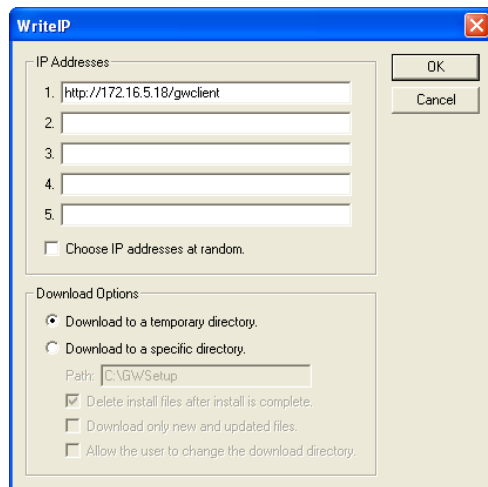 WriteIP
IP Addresses
OK
1. http://172.16.5.18/gwclient
Cancel
2.
3.
4.
5.
Choose IP addresses at random.
Download Options
Download to a temporary directory.
Download to a specific directory.
Path: C:\GWSetup
Delete install files after install is complete.
Download only new and updated files.
Allow the user to change the download directory.